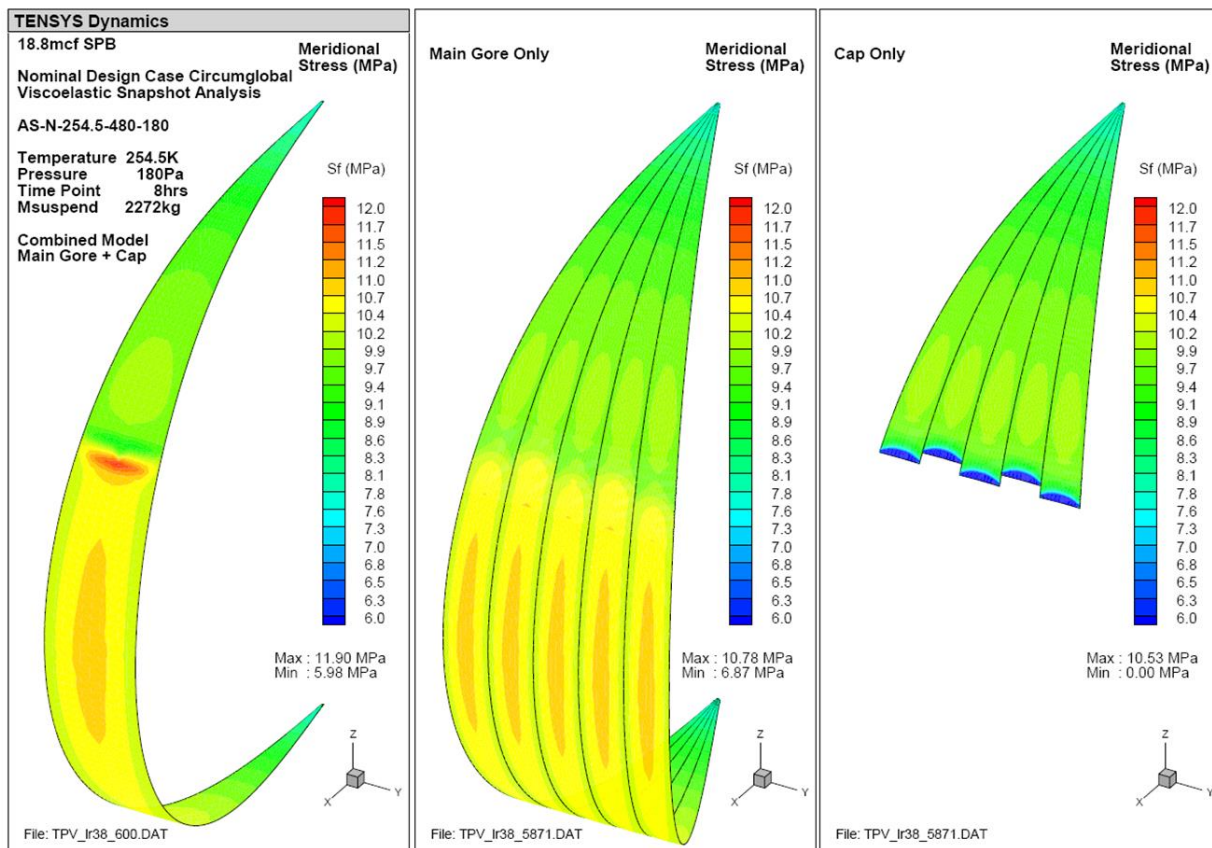 TENSYS Dynamics
18.8mcf SPB
Nominal Design Case Circumglobal
Viscoelastic Snapshot Analysis
AS-N-254.5-480-180
Temperature 254.5K
Pressure 180Pa
Time Point 8hrs
Msuspend 2272kg
Combined Model
Main Gore + Cap
Meridional
Stress (MPa)
Sf (MPa)
12.0
11.7
11.5
11.2
11.0
10.7
10.4
10.2
9.9
9.7
9.4
9.1
8.9
8.6
8.3
8.1
7.8
7.6
7.3
7.0
6.8
6.5
6.3
6.0
Max : 11.90 MPa
Min : 5.98 MPa
Z
X
Y
File: TPV_Ir38_600.DAT
Main Gore Only
Meridional
Stress (MPa)
Sf (MPa)
12.0
11.7
11.5
11.2
11.0
10.7
10.4
10.2
9.9
9.7
9.4
9.1
8.9
8.6
8.3
8.1
7.8
7.6
7.3
7.0
6.8
6.5
6.3
6.0
Max : 10.78 MPa
Min : 6.87 MPa
Z
X
Y
File: TPV_Ir38_5871.DAT
Cap Only
Meridional
Stress (MPa)
Sf (MPa)
12.0
11.7
11.5
11.2
11.0
10.7
10.4
10.2
9.9
9.7
9.4
9.1
8.9
8.6
8.3
8.1
7.8
7.6
7.3
7.0
6.8
6.5
6.3
6.0
Max : 10.53 MPa
Min : 0.00 MPa
Z
X
Y
File: TPV_Ir38_5871.DAT